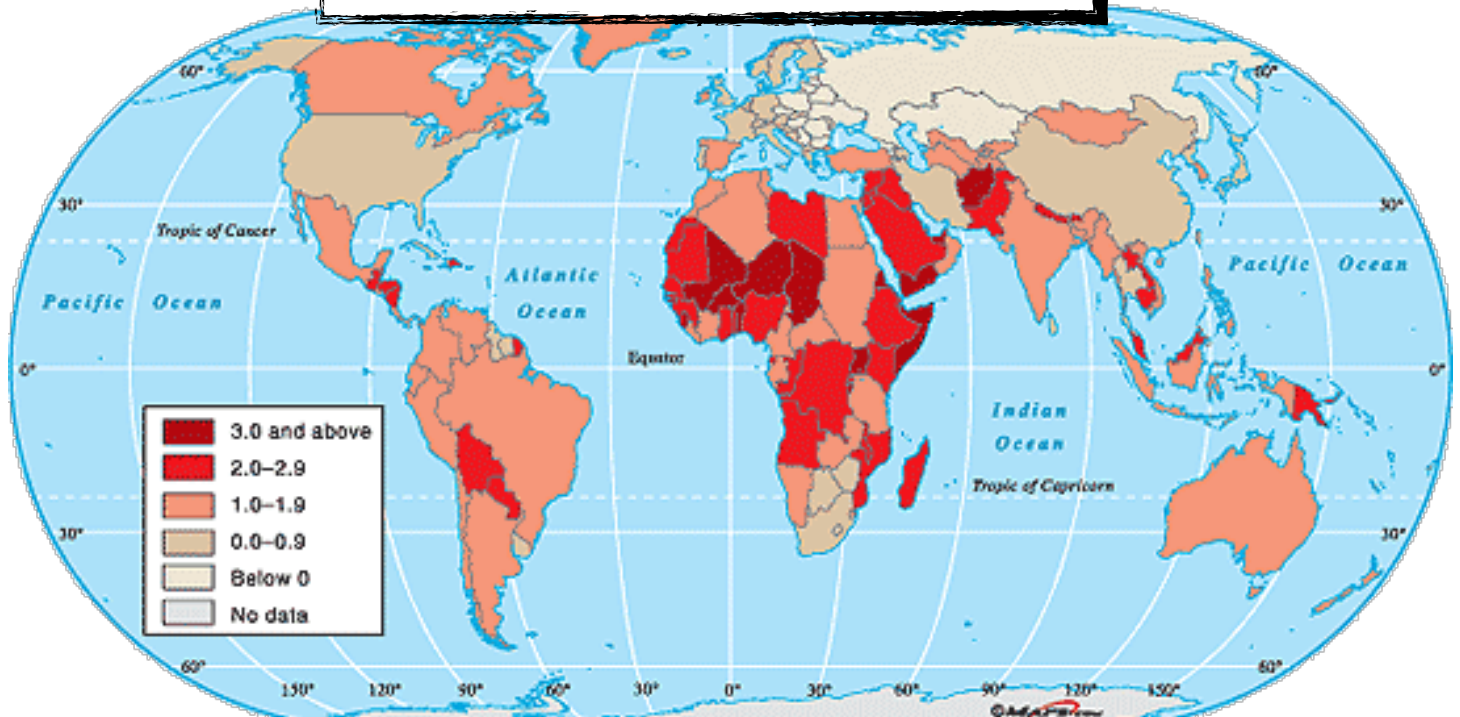 60°
60°
30°
30°
Tropic of Cancer
Atlantic
Ocean
Pacific Ocean
Pacific Ocean
Equator
0°
0°
3.0 and above
2.0–2.9
1.0–1.9
0.0–0.9
Below 0
No data
Indian
Ocean
Tropic of Capricorn
30°
30°
60°
60°
150° 120° 90° 60° 30° 0° 30° 60° 90° 120° 150°